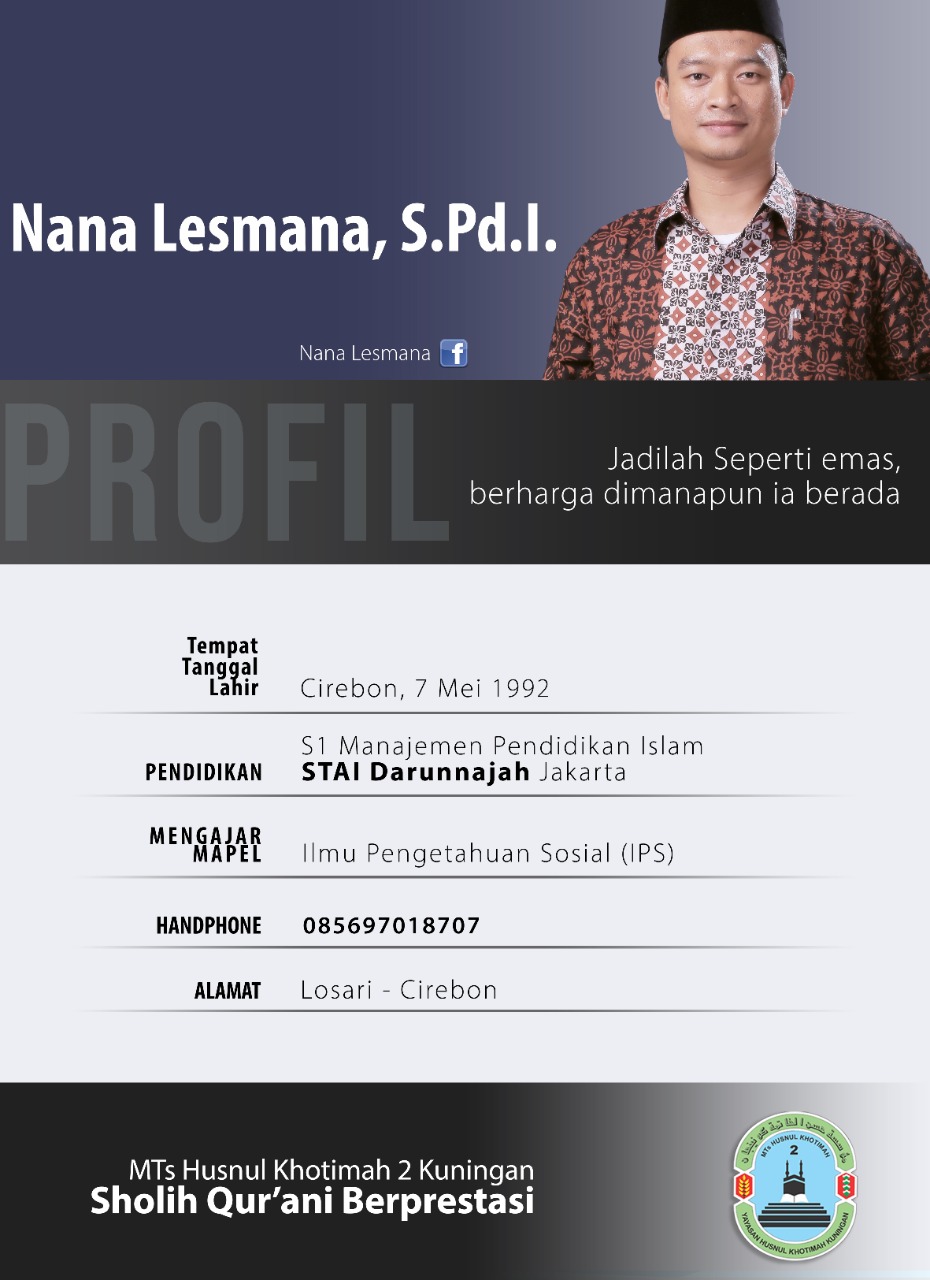 Nana Lesmana, S.Pd.I.
Nana Lesmana f
PROFIL
Jadilah Seperti emas,
berharga dimanapun ia berada
Tempat
Tanggal
Lahir
Cirebon, 7 Mei 1992
PENDIDIKAN
S1 Manajemen Pendidikan Islam
STAI Darunnajah Jakarta
MENGAJAR
MAPEL
Ilmu Pengetahuan Sosial (IPS)
HANDPHONE
085697018707
ALAMAT
Losari - Cirebon
MTs Husnul Khotimah 2 Kuningan
Sholih Qur'ani Berprestasi
MTs HUSNUL KHOTIMAH
2
YAYASAN HUSNUL KHOTIMAH KUNINGAN